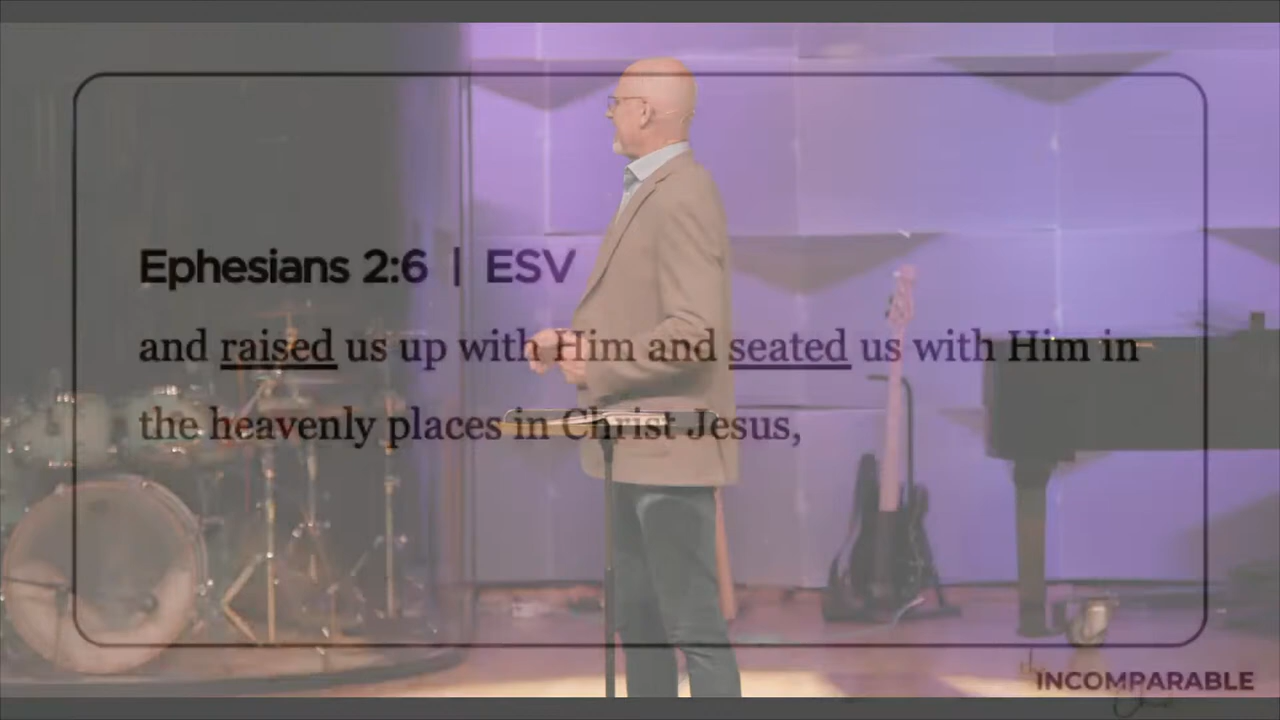 Ephesians 2:6 | ESV
and raised us up with Him and seated us with Him in
the heavenly places in Christ Jesus,
INCOMPARABLE